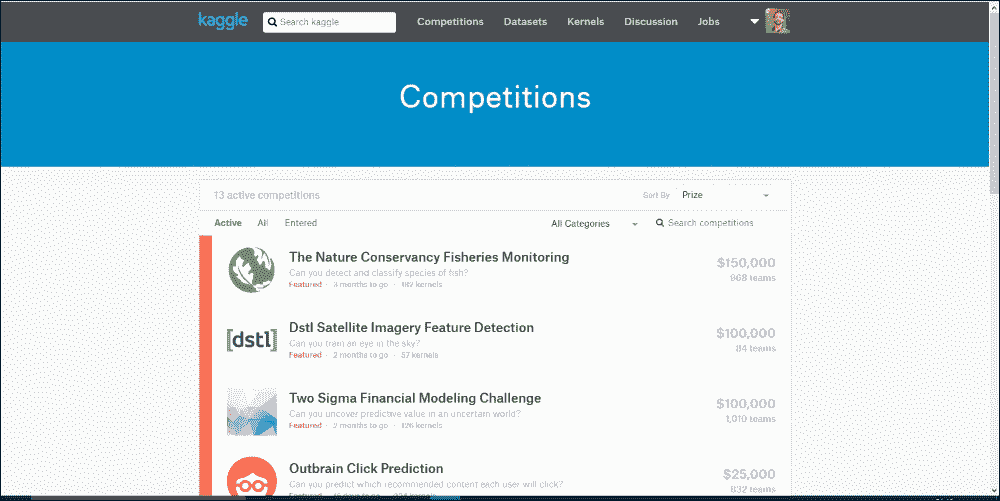 kaggle Search kaggle Competitions Datasets Kernels Discussion Jobs
Competitions
13 active competitions Sort By Prize
Active All Entered All Categories Search competitions
The Nature Conservancy Fisheries Monitoring $150,000
Can you detect and classify species of fish? 968 teams
Featured · 3 months to go · 162 kernels
[dstl] Dstl Satellite Imagery Feature Detection $100,000
Can you train an eye in the sky? 84 teams
Featured · 2 months to go · 57 kernels
Two Sigma Financial Modeling Challenge $100,000
Can you uncover predictive value in an uncertain world? 1,010 teams
Featured · 2 months to go · 126 kernels
Outbrain Click Prediction $25,000
Can you predict which recommended content each user will click? 832 teams